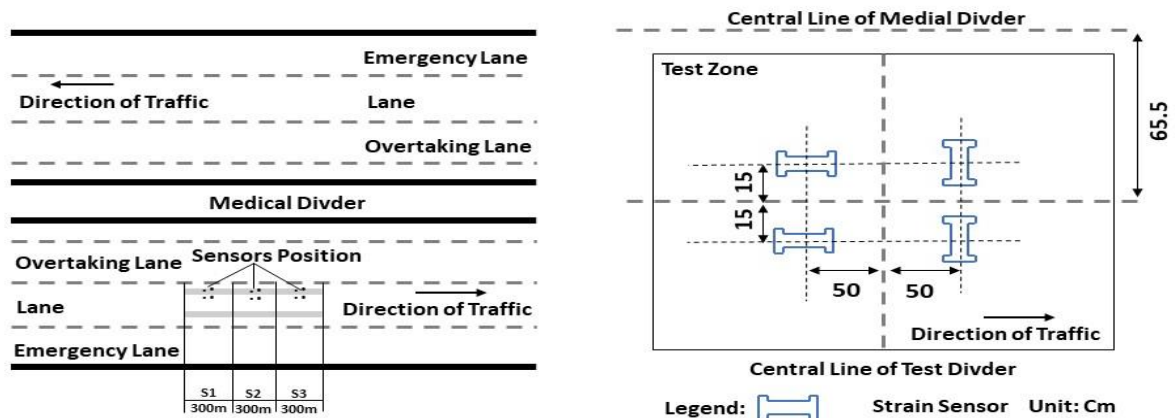 Emergency Lane
Direction of Traffic
Lane
Overtaking Lane
Medical Divder
Overtaking Lane
Sensors Position
Lane
Direction of Traffic
Emergency Lane
S1 S2 S3
300m 300m 300m
Central Line of Medial Divder
Test Zone
65.5
15
15
50 50
Direction of Traffic
Central Line of Test Divder
Legend: Strain Sensor Unit: Cm